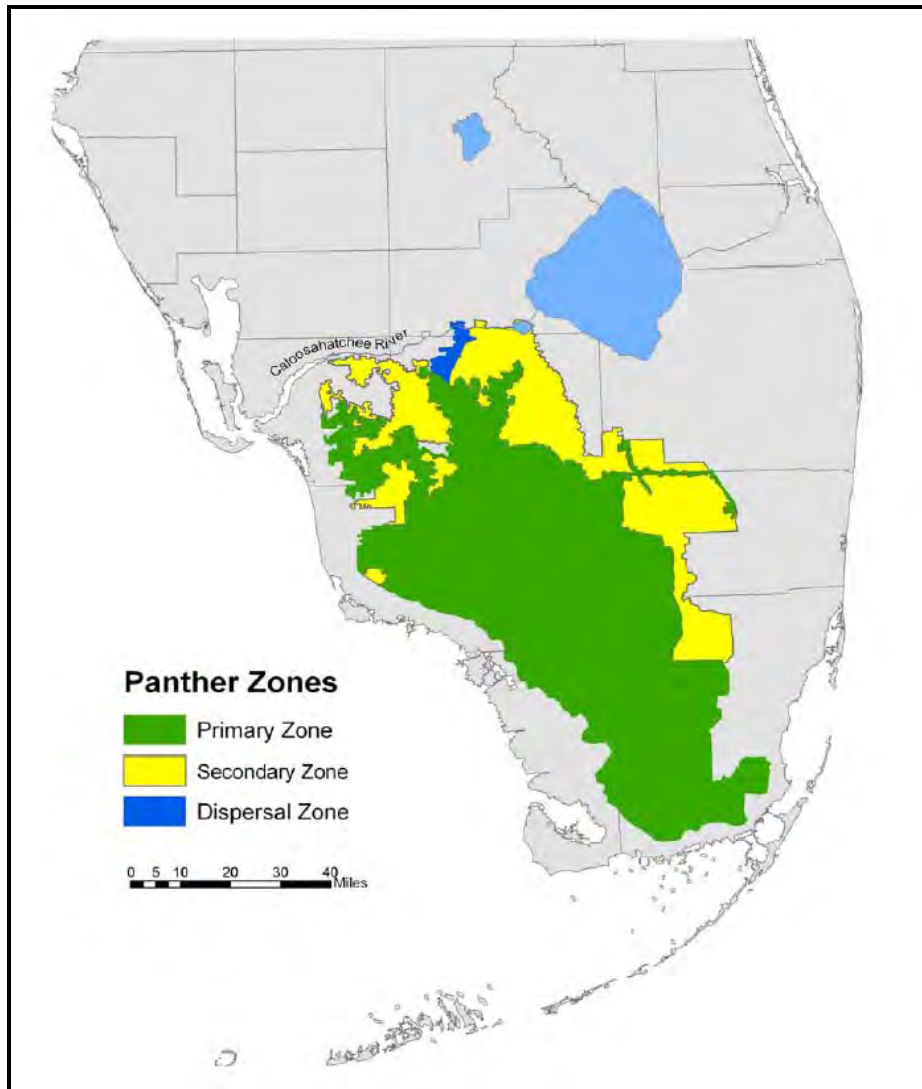 Caloosahatchee River
Panther Zones
Primary Zone
Secondary Zone
Dispersal Zone
0 5 10 20 30 40
Miles